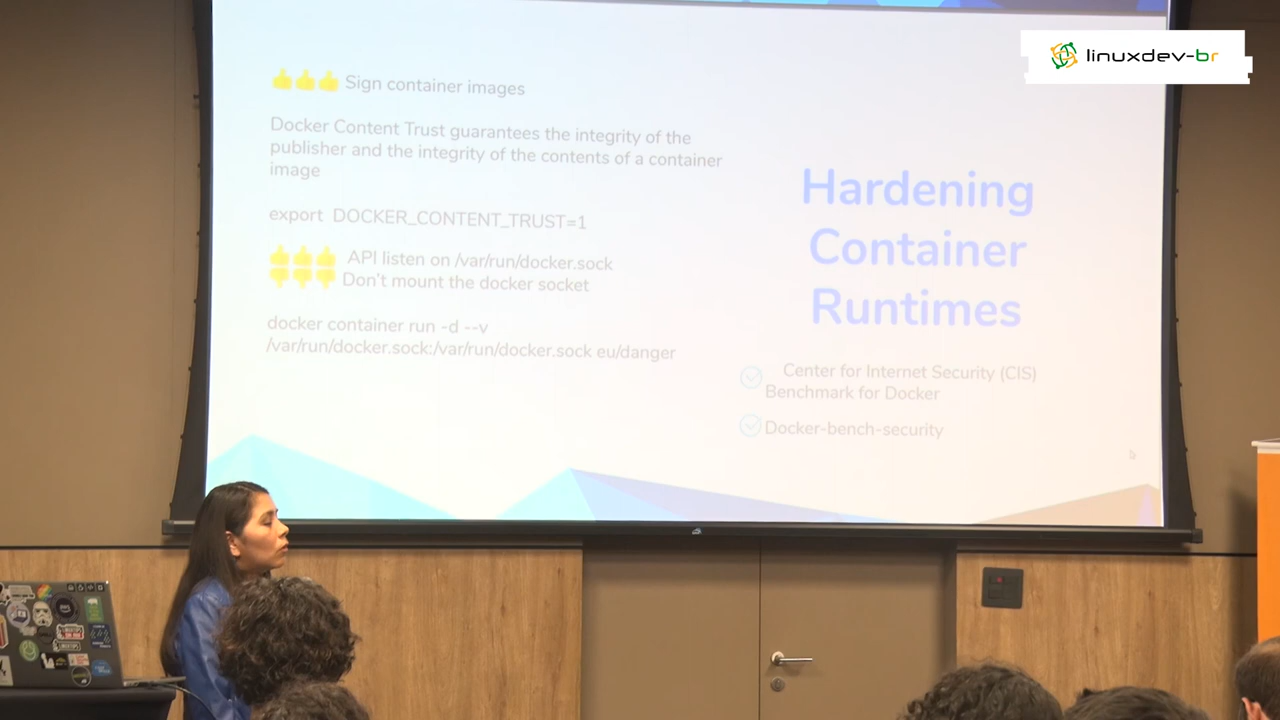 linuxdev-br
👍👍👍 Sign container images
Docker Content Trust guarantees the integrity of the
publisher and the integrity of the contents of a container
image
export DOCKER_CONTENT_TRUST=1
👍👍👍 API listen on /var/run/docker.sock
👎👎👎 Don't mount the docker socket
docker container run -d --v
/var/run/docker.sock:/var/run/docker.sock eu/danger
Hardening
Container
Runtimes
Center for Internet Security (CIS)
Benchmark for Docker
Docker-bench-security